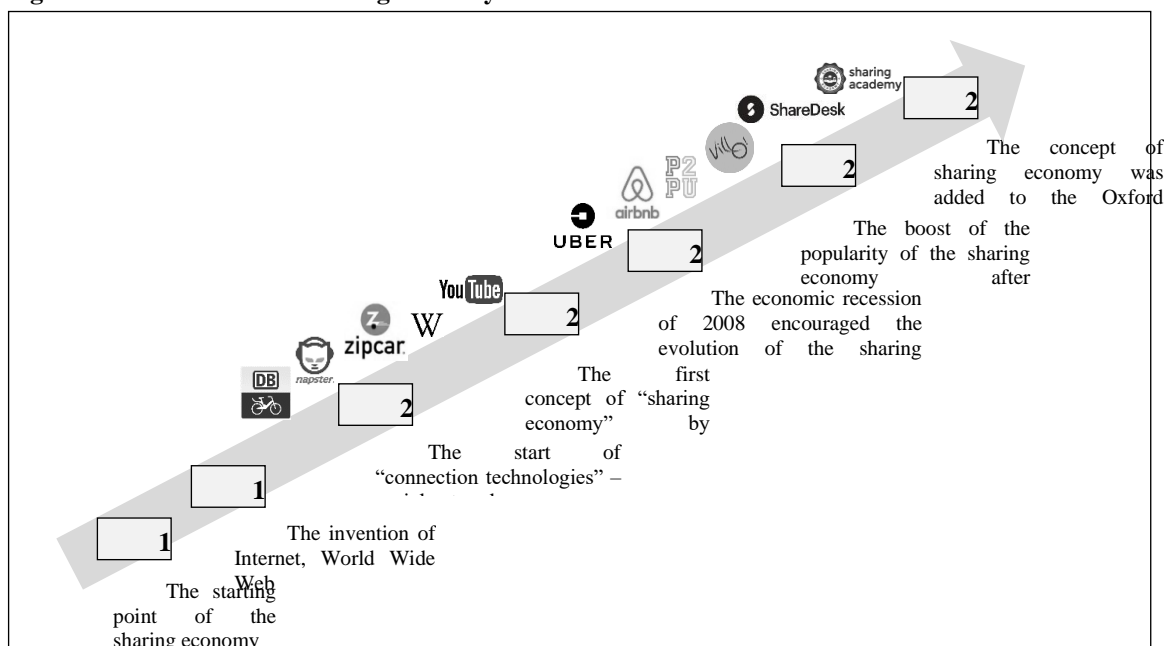 sharing
academy
2
ShareDesk
The concept of
sharing economy was
added to the Oxford
Villo!
2
The boost of the
popularity of the sharing
economy after
P2
PU
airbnb
2
The economic recession
of 2008 encouraged the
evolution of the sharing
UBER
YouTube
2
The first
concept of “sharing
economy” by
W
zipcar.
napster.
DB
2
The start of
“connection technologies” –
1
The invention of
Internet, World Wide
Web
1
The starting
point of the
sharing economy